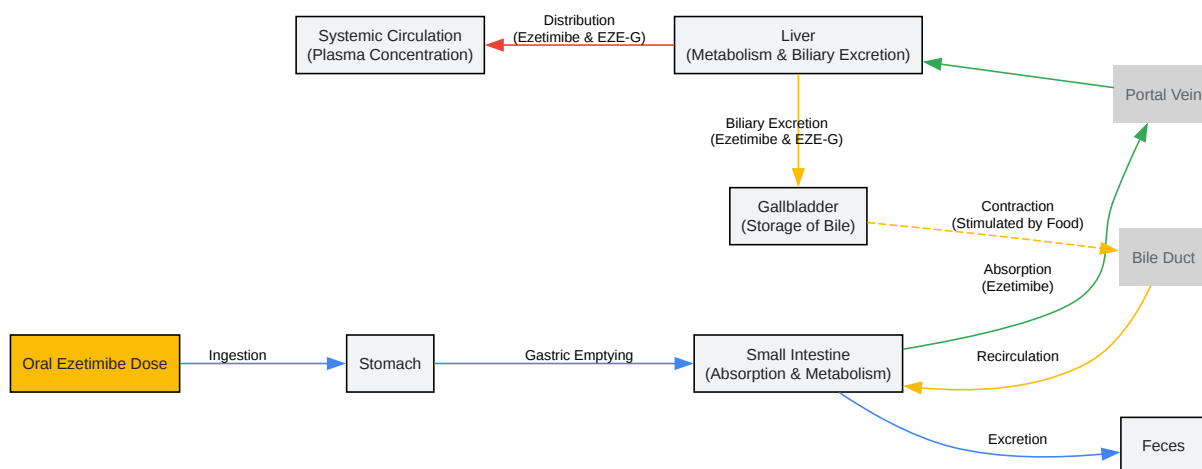 Distribution
(Ezetimibe & EZE-G)
Systemic Circulation
(Plasma Concentration)
Liver
(Metabolism & Biliary Excretion)
Portal Vein
Biliary Excretion
(Ezetimibe & EZE-G)
Gallbladder
(Storage of Bile)
Contraction
(Stimulated by Food)
Bile Duct
Absorption
(Ezetimibe)
Oral Ezetimibe Dose
Ingestion
Stomach
Gastric Emptying
Small Intestine
(Absorption & Metabolism)
Recirculation
Excretion
Feces